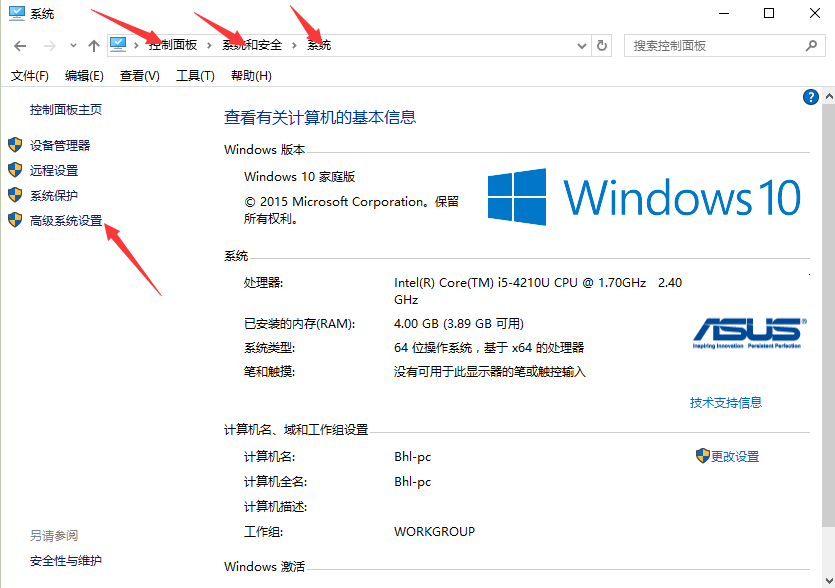 系统
控制面板 系统和安全 系统
搜索控制面板
文件(F) 编辑(E) 查看(V) 工具(T) 帮助(H)
控制面板主页
设备管理器
远程设置
系统保护
高级系统设置
查看有关计算机的基本信息
Windows 版本
Windows 10 家庭版
© 2015 Microsoft Corporation。保留
所有权利。
Windows 10
系统
处理器: Intel(R) Core(TM) i5-4210U CPU @ 1.70GHz 2.40
GHz
已安装的内存(RAM): 4.00 GB (3.89 GB 可用)
系统类型: 64 位操作系统，基于 x64 的处理器
笔和触摸: 没有可用于此显示器的笔或触控输入
ASUS
Inspiring Innovation · Persistent Perfection
技术支持信息
计算机名、域和工作组设置
计算机名: Bhl-pc
更改设置
计算机全名: Bhl-pc
计算机描述:
工作组: WORKGROUP
Windows 激活
另请参阅
安全性与维护